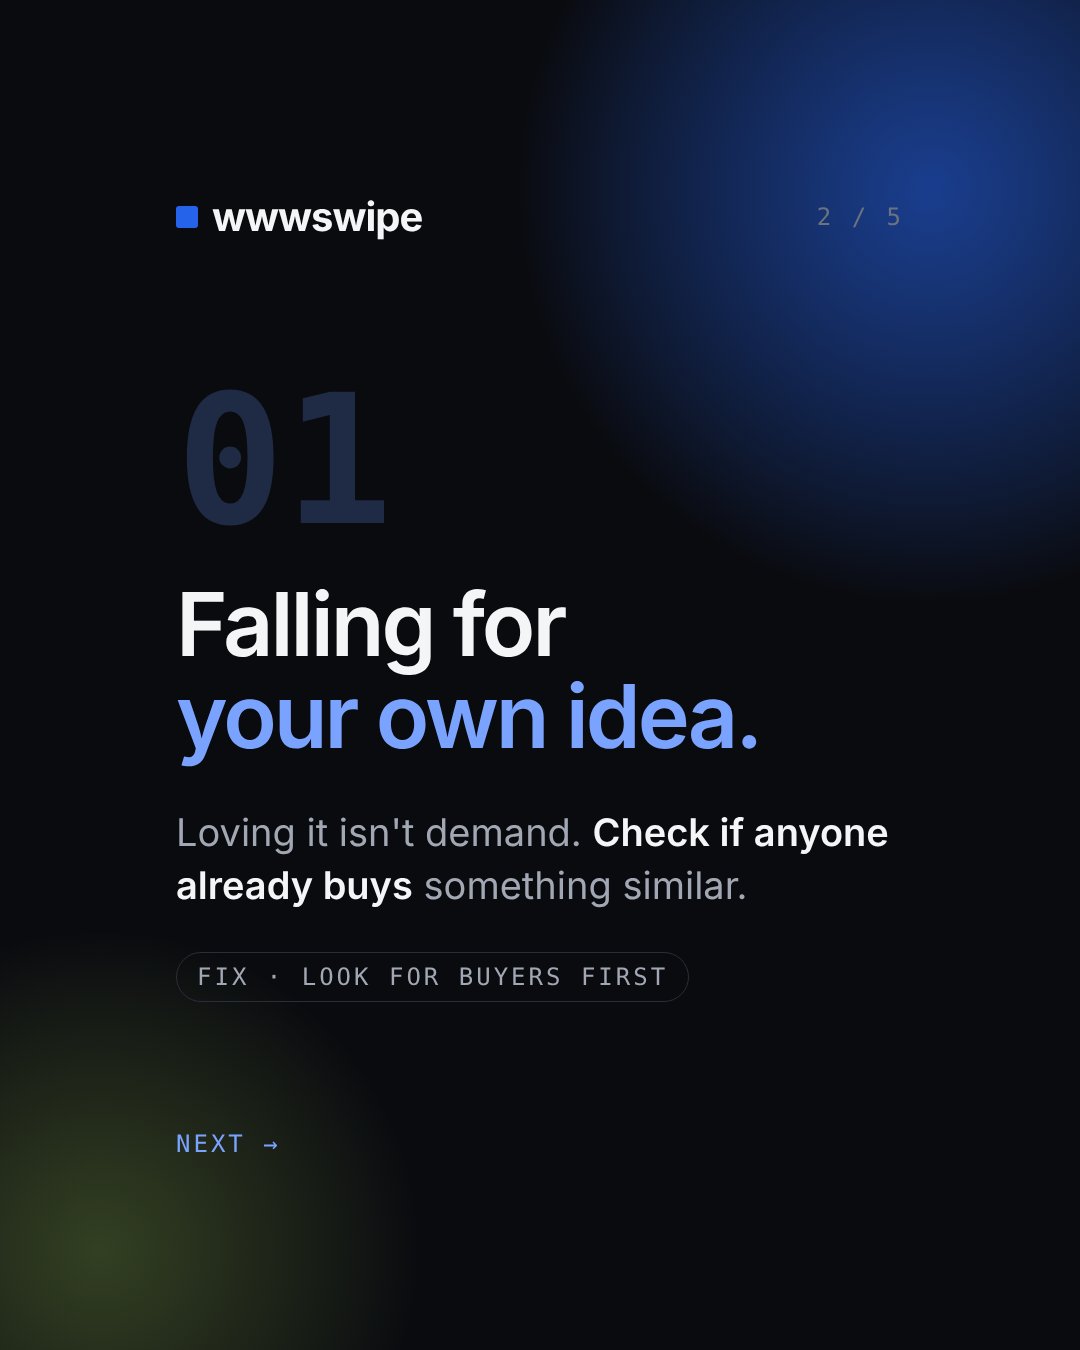 wwwswipe
2 / 5
01
Falling for
your own idea.
Loving it isn't demand. Check if anyone
already buys something similar.
FIX · LOOK FOR BUYERS FIRST
NEXT →